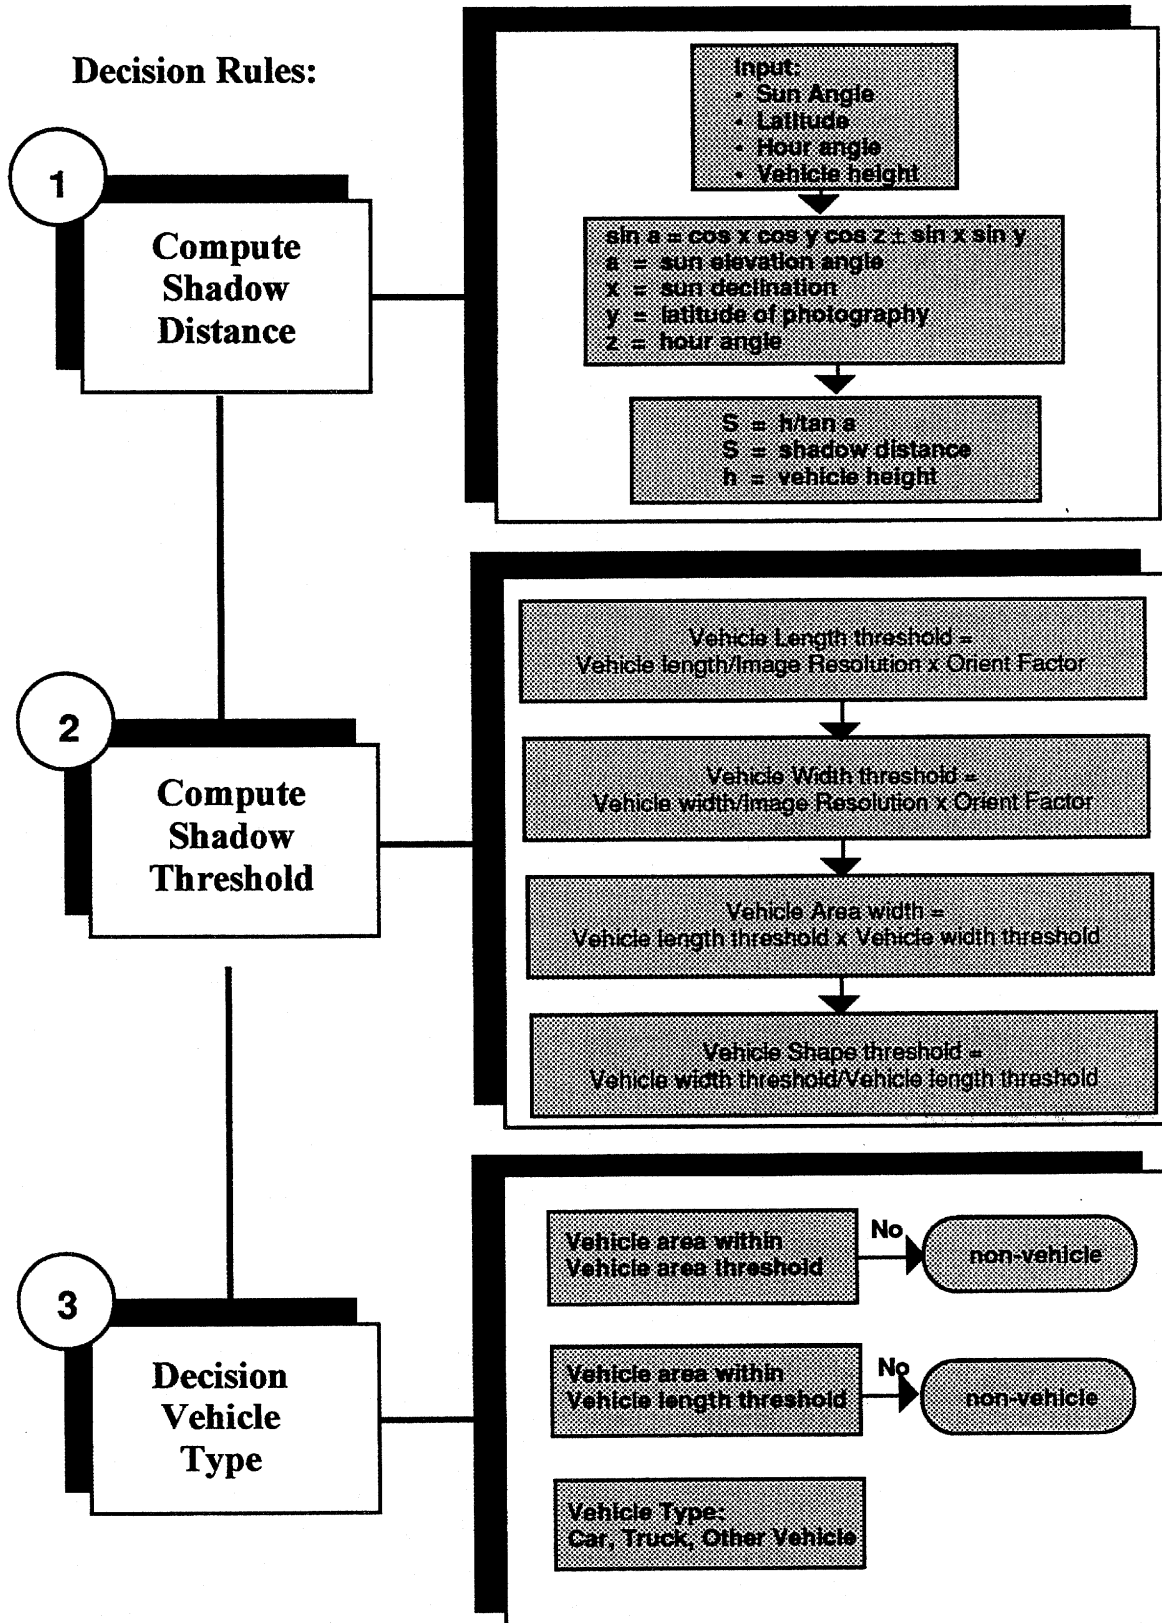 Decision Rules:
1
Compute
Shadow
Distance
Input:
• Sun Angle
• Latitude
• Hour angle
• Vehicle height
sin a = cos x cos y cos z ± sin x sin y
a = sun elevation angle
x = sun declination
y = latitude of photography
z = hour angle
S = h/tan a
S = shadow distance
h = vehicle height
2
Compute
Shadow
Threshold
Vehicle Length threshold =
Vehicle length/Image Resolution x Orient Factor
Vehicle Width threshold =
Vehicle width/Image Resolution x Orient Factor
Vehicle Area width =
Vehicle length threshold x Vehicle width threshold
Vehicle Shape threshold =
Vehicle width threshold/Vehicle length threshold
3
Decision
Vehicle
Type
Vehicle area within
Vehicle area threshold
No
non-vehicle
Vehicle area within
Vehicle length threshold
No
non-vehicle
Vehicle Type:
Car, Truck, Other Vehicle